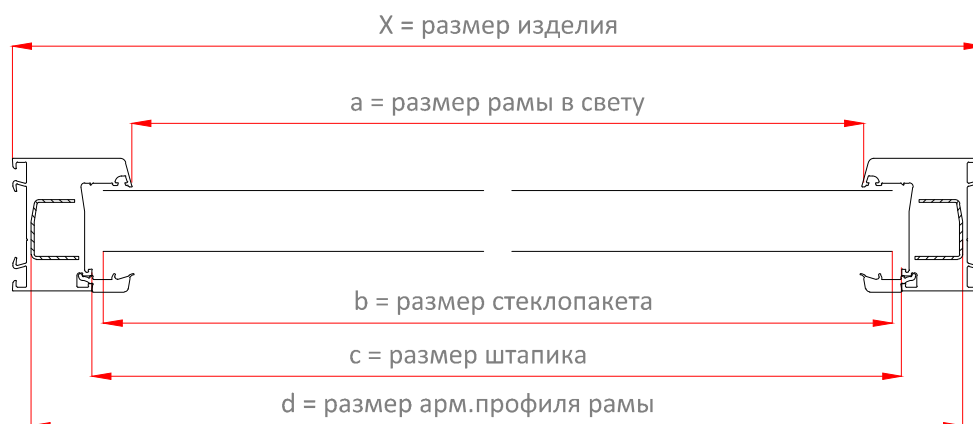 X = размер изделия
a = размер рамы в свету
b = размер стеклопакета
c = размер штапика
d = размер арм.профиля рамы